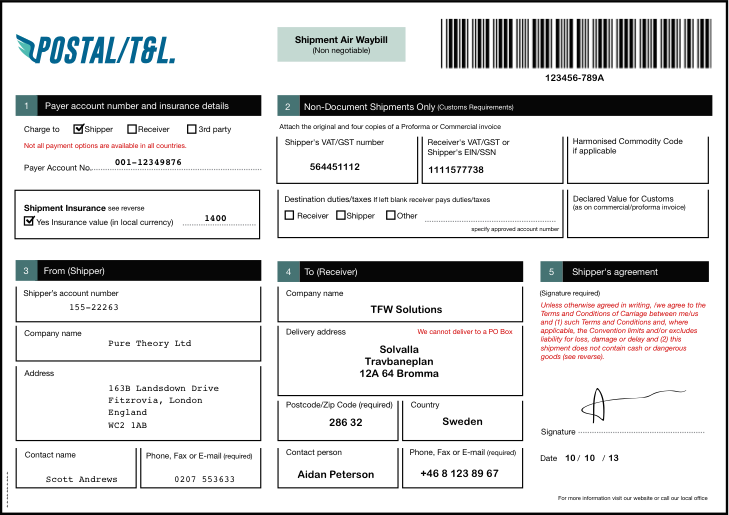 POSTAL/T&L.
Shipment Air Waybill
(Non negotiable)
123456-789A
1 Payer account number and insurance details
Charge to Shipper Receiver 3rd party
Not all payment options are available in all countries.
Payer Account No. 001-12349876
Shipment Insurance see reverse
Yes Insurance value (in local currency) 1400
2 Non-Document Shipments Only (Customs Requirements)
Attach the original and four copies of a Proforma or Commercial invoice
Shipper's VAT/GST number
564451112
Receiver's VAT/GST or
Shipper's EIN/SSN
1111577738
Harmonised Commodity Code
if applicable
Destination duties/taxes If left blank receiver pays duties/taxes
Receiver Shipper Other
specify approved account number
Declared Value for Customs
(as on commercial/proforma invoice)
3 From (Shipper)
Shipper's account number
155-22263
Company name
Pure Theory Ltd
Address
163B Landsdown Drive
Fitzrovia, London
England
WC2 1AB
Contact name
Scott Andrews
Phone, Fax or E-mail (required)
0207 553633
4 To (Receiver)
Company name
TFW Solutions
Delivery address We cannot deliver to a PO Box
Solvalla
Travbaneplan
12A 64 Bromma
Postcode/Zip Code (required)
286 32
Country
Sweden
Contact person
Aidan Peterson
Phone, Fax or E-mail (required)
+46 8 123 89 67
5 Shipper's agreement
(Signature required)
Unless otherwise agreed in writing, I/we agree to the
Terms and Conditions of Carriage between me/us
and (1) such Terms and Conditions and, where
applicable, the Convention limits and/or excludes
liability for loss, damage or delay and (2) this
shipment does not contain cash or dangerous
goods (see reverse).
Signature
Date 10 / 10 / 13
For more information visit our website or call our local office